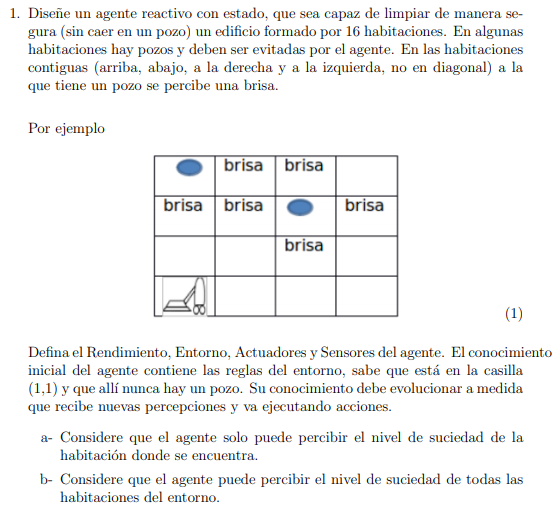 1. Diseñe un agente reactivo con estado, que sea capaz de limpiar de manera se-
gura (sin caer en un pozo) un edificio formado por 16 habitaciones. En algunas
habitaciones hay pozos y deben ser evitadas por el agente. En las habitaciones
contiguas (arriba, abajo, a la derecha y a la izquierda, no en diagonal) a la
que tiene un pozo se percibe una brisa.
Por ejemplo
brisa brisa
brisa brisa brisa
brisa
(1)
Defina el Rendimiento, Entorno, Actuadores y Sensores del agente. El conocimiento
inicial del agente contiene las reglas del entorno, sabe que está en la casilla
(1,1) y que allí nunca hay un pozo. Su conocimiento debe evolucionar a medida
que recibe nuevas percepciones y va ejecutando acciones.
a- Considere que el agente solo puede percibir el nivel de suciedad de la
habitación donde se encuentra.
b- Considere que el agente puede percibir el nivel de suciedad de todas las
habitaciones del entorno.